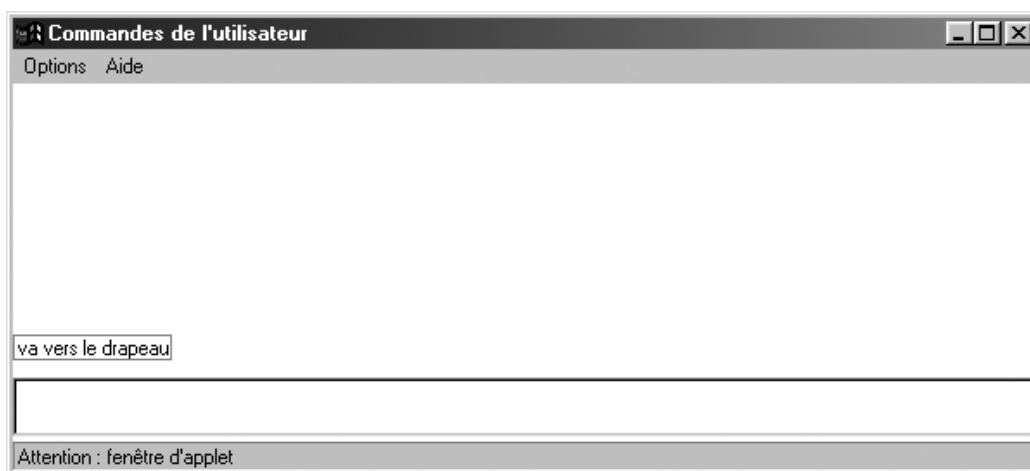 Commandes de l'utilisateur
Options Aide
va vers le drapeau
Attention : fenêtre d'applet